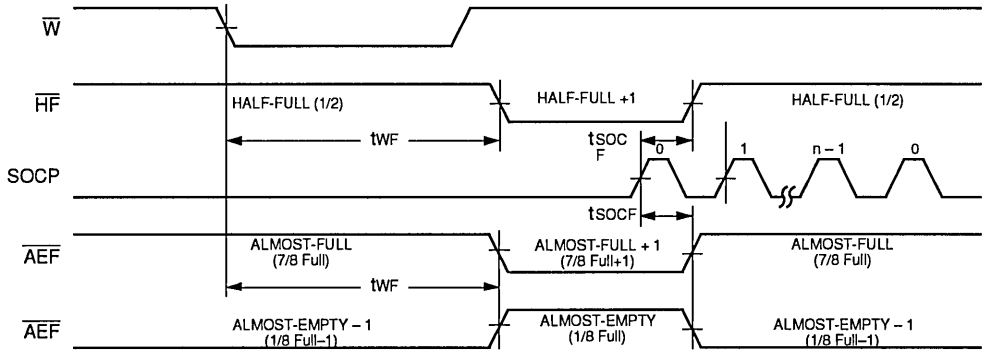 W
HF
HALF-FULL (1/2)
HALF-FULL +1
HALF-FULL (1/2)
tWF
tSOC
F
SOCP
0
1
n – 1
0
tSOCF
AEF
ALMOST-FULL
(7/8 Full)
ALMOST-FULL + 1
(7/8 Full+1)
ALMOST-FULL
(7/8 Full)
tWF
AEF
ALMOST-EMPTY – 1
(1/8 Full–1)
ALMOST-EMPTY
(1/8 Full)
ALMOST-EMPTY – 1
(1/8 Full–1)